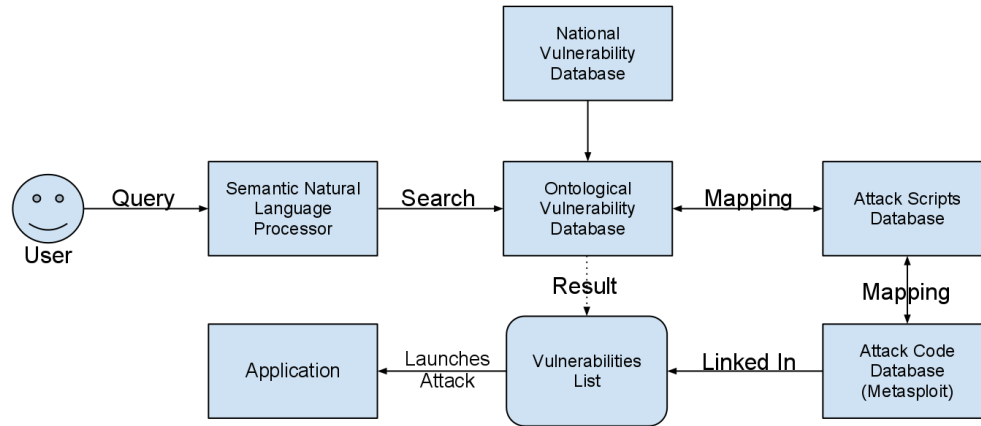 National
Vulnerability
Database
Query
User
Semantic Natural
Language
Processor
Search
Ontological
Vulnerability
Database
Mapping
Attack Scripts
Database
Result
Mapping
Application
Launches
Attack
Vulnerabilities
List
Linked In
Attack Code
Database
(Metasploit)